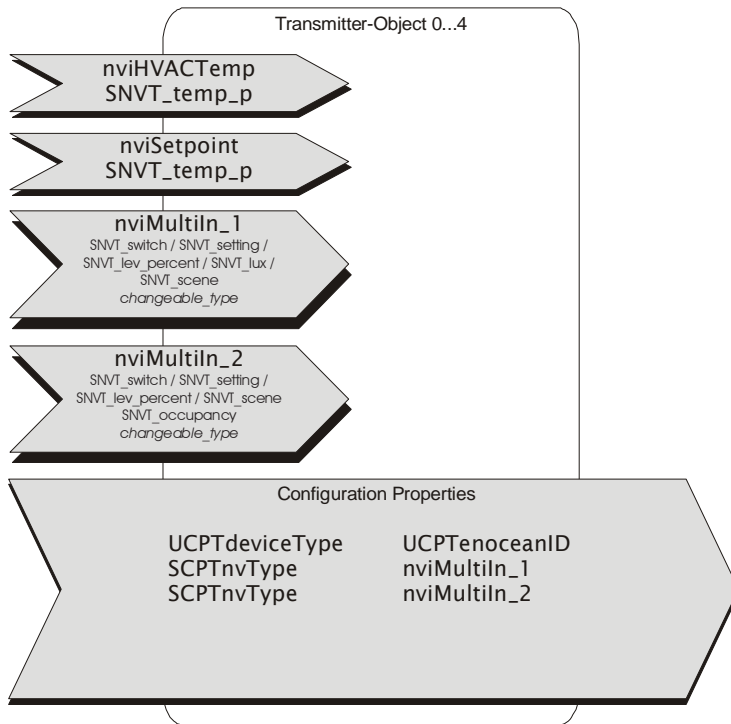 Transmitter-Object 0...4
nviHVACTemp
SNVT_temp_p
nviSetpoint
SNVT_temp_p
nviMultiIn_1
SNVT_switch / SNVT_setting /
SNVT_lev_percent / SNVT_lux /
SNVT_scene
changeable_type
nviMultiIn_2
SNVT_switch / SNVT_setting /
SNVT_lev_percent / SNVT_scene
SNVT_occupancy
changeable_type
Configuration Properties
UCPTdeviceType UCPTenoceanID
SCPTnvType nviMultiIn_1
SCPTnvType nviMultiIn_2